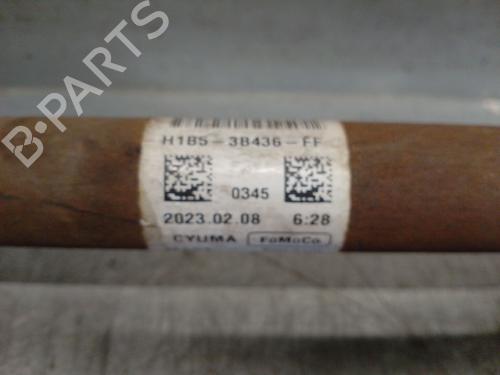 B-PARTS
H1B5-3B436-FF
0345
2023.02.08 6:28
CYUMA FoMoCo